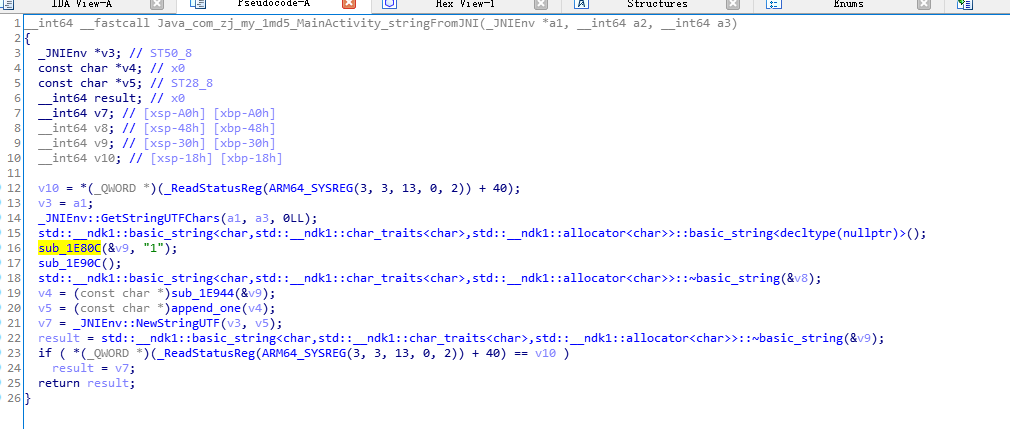 IDA View-A Pseudocode-A Hex View-1 Structures Enums
1 __int64 __fastcall Java_com_zj_my_1md5_MainActivity_stringFromJNI(_JNIEnv *a1, __int64 a2, __int64 a3)
2 {
3 _JNIEnv *v3; // ST50_8
4 const char *v4; // x0
5 const char *v5; // ST28_8
6 __int64 result; // x0
7 __int64 v7; // [xsp-A0h] [xbp-A0h]
8 __int64 v8; // [xsp-48h] [xbp-48h]
9 __int64 v9; // [xsp-30h] [xbp-30h]
10 __int64 v10; // [xsp-18h] [xbp-18h]
11
12 v10 = *(_QWORD *)(_ReadStatusReg(ARM64_SYSREG(3, 3, 13, 0, 2)) + 40);
13 v3 = a1;
14 _JNIEnv::GetStringUTFChars(a1, a3, 0LL);
15 std::__ndk1::basic_string<char,std::__ndk1::char_traits<char>,std::__ndk1::allocator<char>>::basic_string<decltype(nullptr)>();
16 sub_1E80C(&v9, "1");
17 sub_1E90C();
18 std::__ndk1::basic_string<char,std::__ndk1::char_traits<char>,std::__ndk1::allocator<char>>::~basic_string(&v8);
19 v4 = (const char *)sub_1E944(&v9);
20 v5 = (const char *)append_one(v4);
21 v7 = _JNIEnv::NewStringUTF(v3, v5);
22 result = std::__ndk1::basic_string<char,std::__ndk1::char_traits<char>,std::__ndk1::allocator<char>>::~basic_string(&v9);
23 if ( *(_QWORD *)(_ReadStatusReg(ARM64_SYSREG(3, 3, 13, 0, 2)) + 40) == v10 )
24 result = v7;
25 return result;
26 }